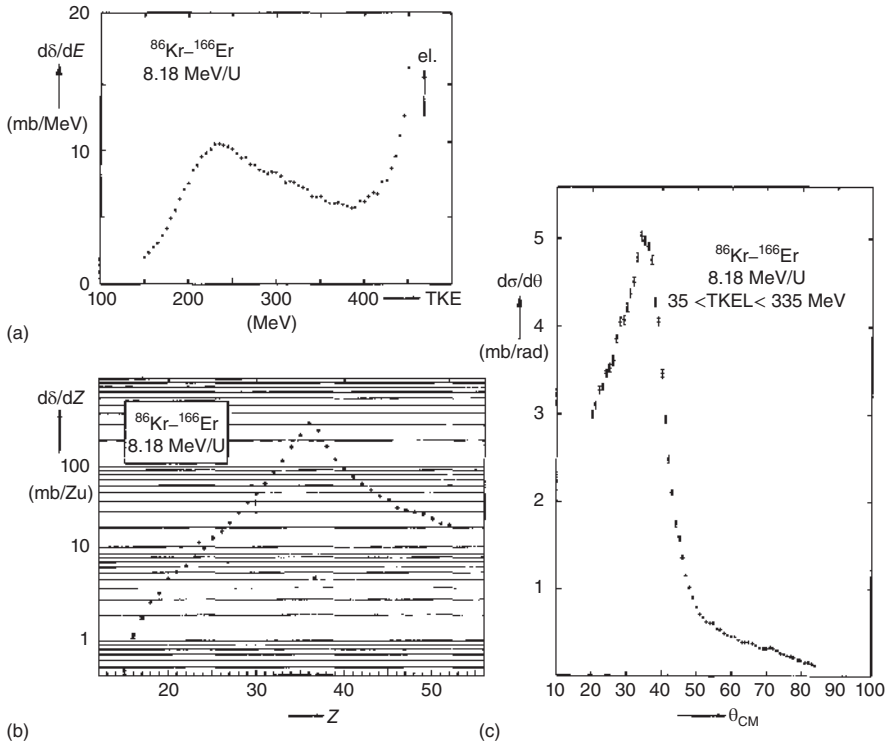 20
dδ/dE
⁸⁶Kr–¹⁶⁶Er
el.
8.18 MeV/U
(mb/MeV)
10
0
100
200
300
400
TKE
(MeV)
(a)
dδ/dZ
⁸⁶Kr–¹⁶⁶Er
8.18 MeV/U
100
(mb/Zu)
10
1
20
30
40
50
Z
(b)
5
⁸⁶Kr–¹⁶⁶Er
dσ/dθ
8.18 MeV/U
35 <TKEL< 335 MeV
4
(mb/rad)
3
2
1
10
20
30
40
50
60
70
80
90
100
θCM
(c)